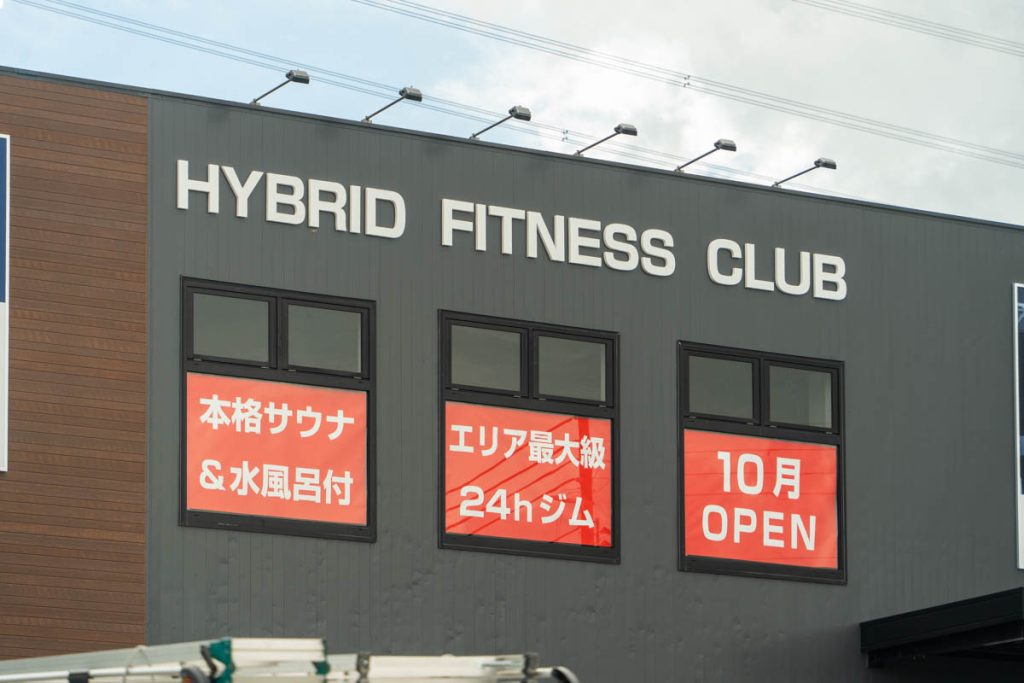 HYBRID FITNESS CLUB
本格サウナ
&水風呂付
エリア最大級
24hジム
10月
OPEN